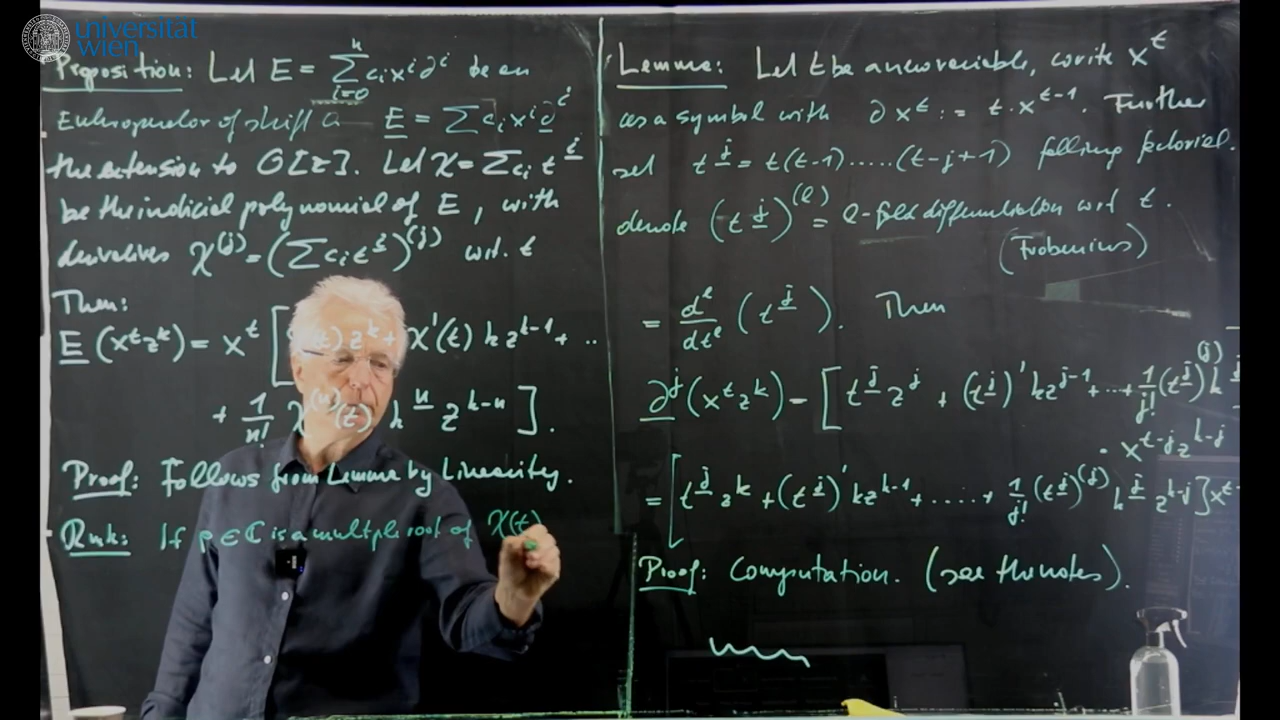 universität
wien
Proposition: Let E = ∑_{i=0}^n c_i x^i ∂^i be an
Euler operator of shift 0 E̲ = ∑ c_i x^i ∂̲^i
the extension to O[z]. Let χ = ∑ c_i t^{i̲}
be the indicial polynomial of E, with
derivatives χ^{(j)} = (∑ c_i t^{i̲})^{(j)} wrt. t
Then:
E̲ (x^t z^k) = x^t [ (t) z^k + χ'(t) k z^{k-1} + ..
+ 1/n! χ^{(n)}(t) k^{n̲} z^{k-n} ].
Proof: Follows from Lemma by Linearity.
Rmk: If ρ ∈ ℂ is a multiple root of χ(t)
Lemma: Let t be a new variable, write x^t
as a symbol with ∂ x^t := t · x^{t-1}. Further
set t^{j̲} = t(t-1).....(t-j+1) falling factorial.
denote (t^{j̲})^{(ℓ)} = ℓ-fold differentiation wrt t.
(Frobenius)
= d^ℓ/dt^ℓ (t^{j̲}). Then
∂̲^j (x^t z^k) = [ t^{j̲} z^j + (t^{j̲})' k z^{j-1} + ... + 1/j! (t^{j̲})^{(j)} k^{j̲}
· x^{t-j} z^{k-j}
= [ t^{j̲} z^k + (t^{j̲})' k z^{k-1} + ..... + 1/j! (t^{j̲})^{(j)} k^{j̲} z^{k-j} ] x^{t-
Proof: Computation. (see the notes).